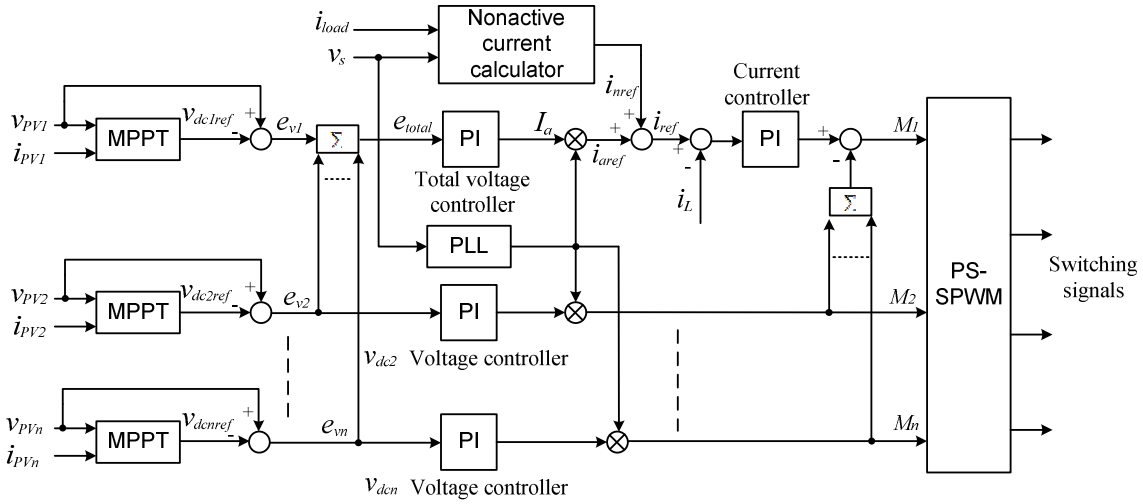 i_load
v_s
Nonactive
current
calculator
i_nref
Current
controller
v_PV1
i_PV1
MPPT
v_dc1ref
-
+
e_v1
Σ
e_total
PI
I_a
+
+
i_aref
i_ref
+
-
PI
+
-
M_1
Total voltage
controller
i_L
Σ
PLL
PS-
SPWM
Switching
signals
v_PV2
i_PV2
MPPT
v_dc2ref
-
+
e_v2
PI
M_2
v_dc2
Voltage controller
v_PVn
i_PVn
MPPT
v_dcnref
-
+
e_vn
PI
M_n
v_dcn
Voltage controller